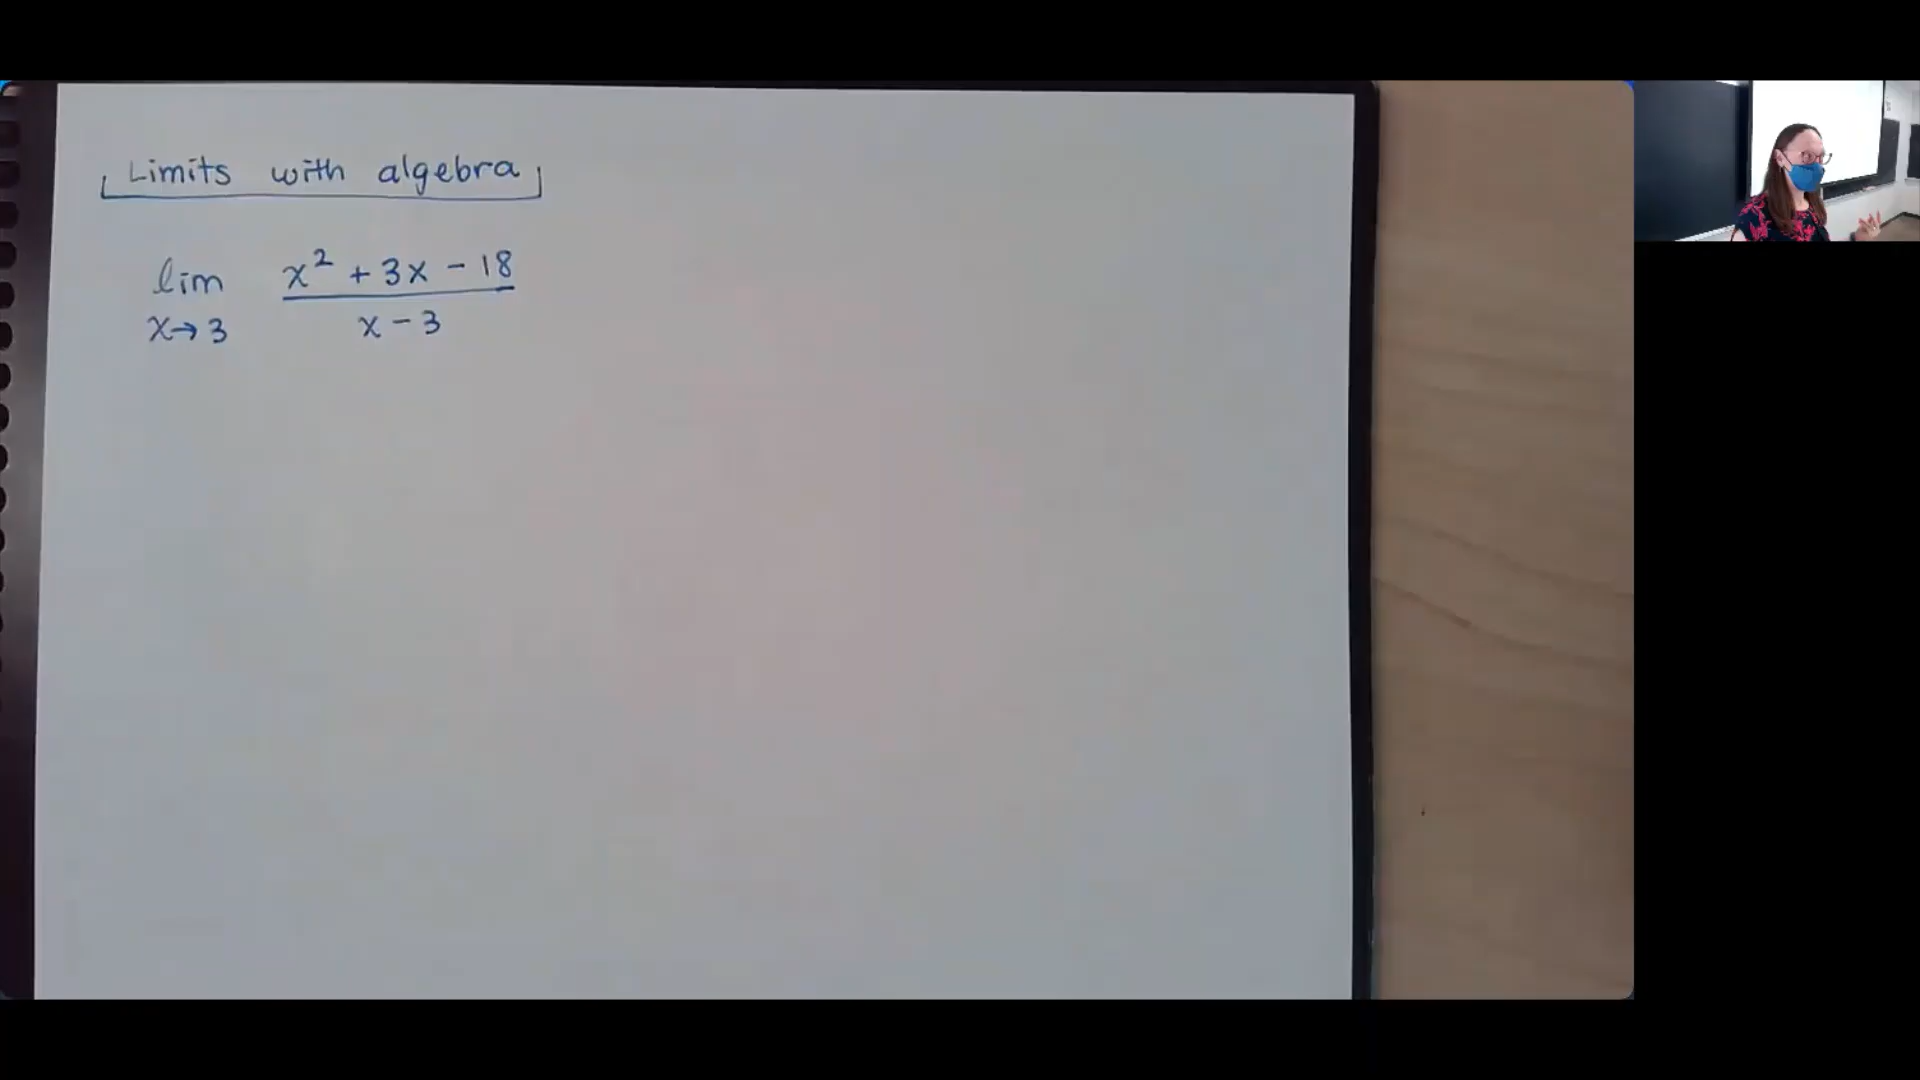 Limits with algebra
lim x² + 3x - 18
x→3 x - 3